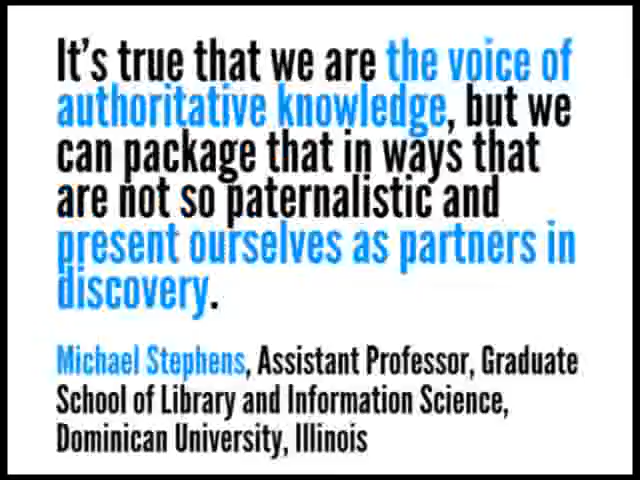 It's true that we are the voice of
authoritative knowledge, but we
can package that in ways that
are not so paternalistic and
present ourselves as partners in
discovery.
Michael Stephens, Assistant Professor, Graduate
School of Library and Information Science,
Dominican University, Illinois